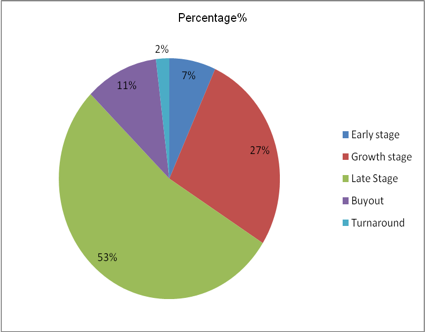 Percentage%
2%
7%
11%
27%
53%
Early stage
Growth stage
Late Stage
Buyout
Turnaround